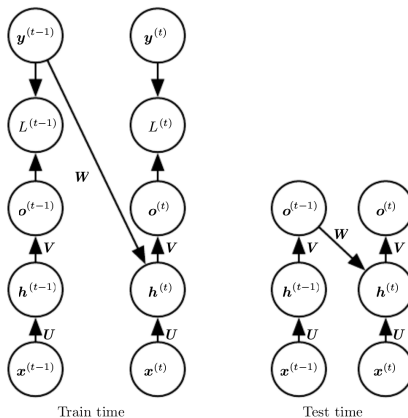 y^(t−1) y^(t)
L^(t−1) L^(t)
W
o^(t−1) o^(t) o^(t−1) o^(t)
W
V V V V
h^(t−1) h^(t) h^(t−1) h^(t)
U U U U
x^(t−1) x^(t) x^(t−1) x^(t)
Train time Test time